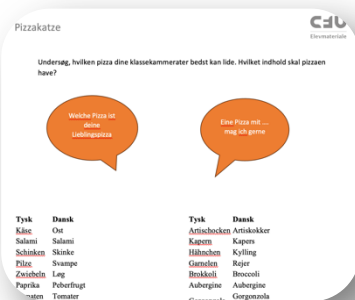 Pizzakatze
CFU
Elevmateriale
Undersøg, hvilken pizza dine klassekammerater bedst kan lide. Hvilket indhold skal pizzaen
have?
Welche Pizza ist
deine
Lieblingspizza
Eine Pizza mit ....
mag ich gerne
Tysk Dansk
Käse Ost
Salami Salami
Schinken Skinke
Pilze Svampe
Zwiebeln Løg
Paprika Peberfrugt
Tomater
Tysk Dansk
Artischocken Artiskokker
Kapern Kapers
Hähnchen Kylling
Garnelen Rejer
Brokkoli Broccoli
Aubergine Aubergine
Gorgonzola